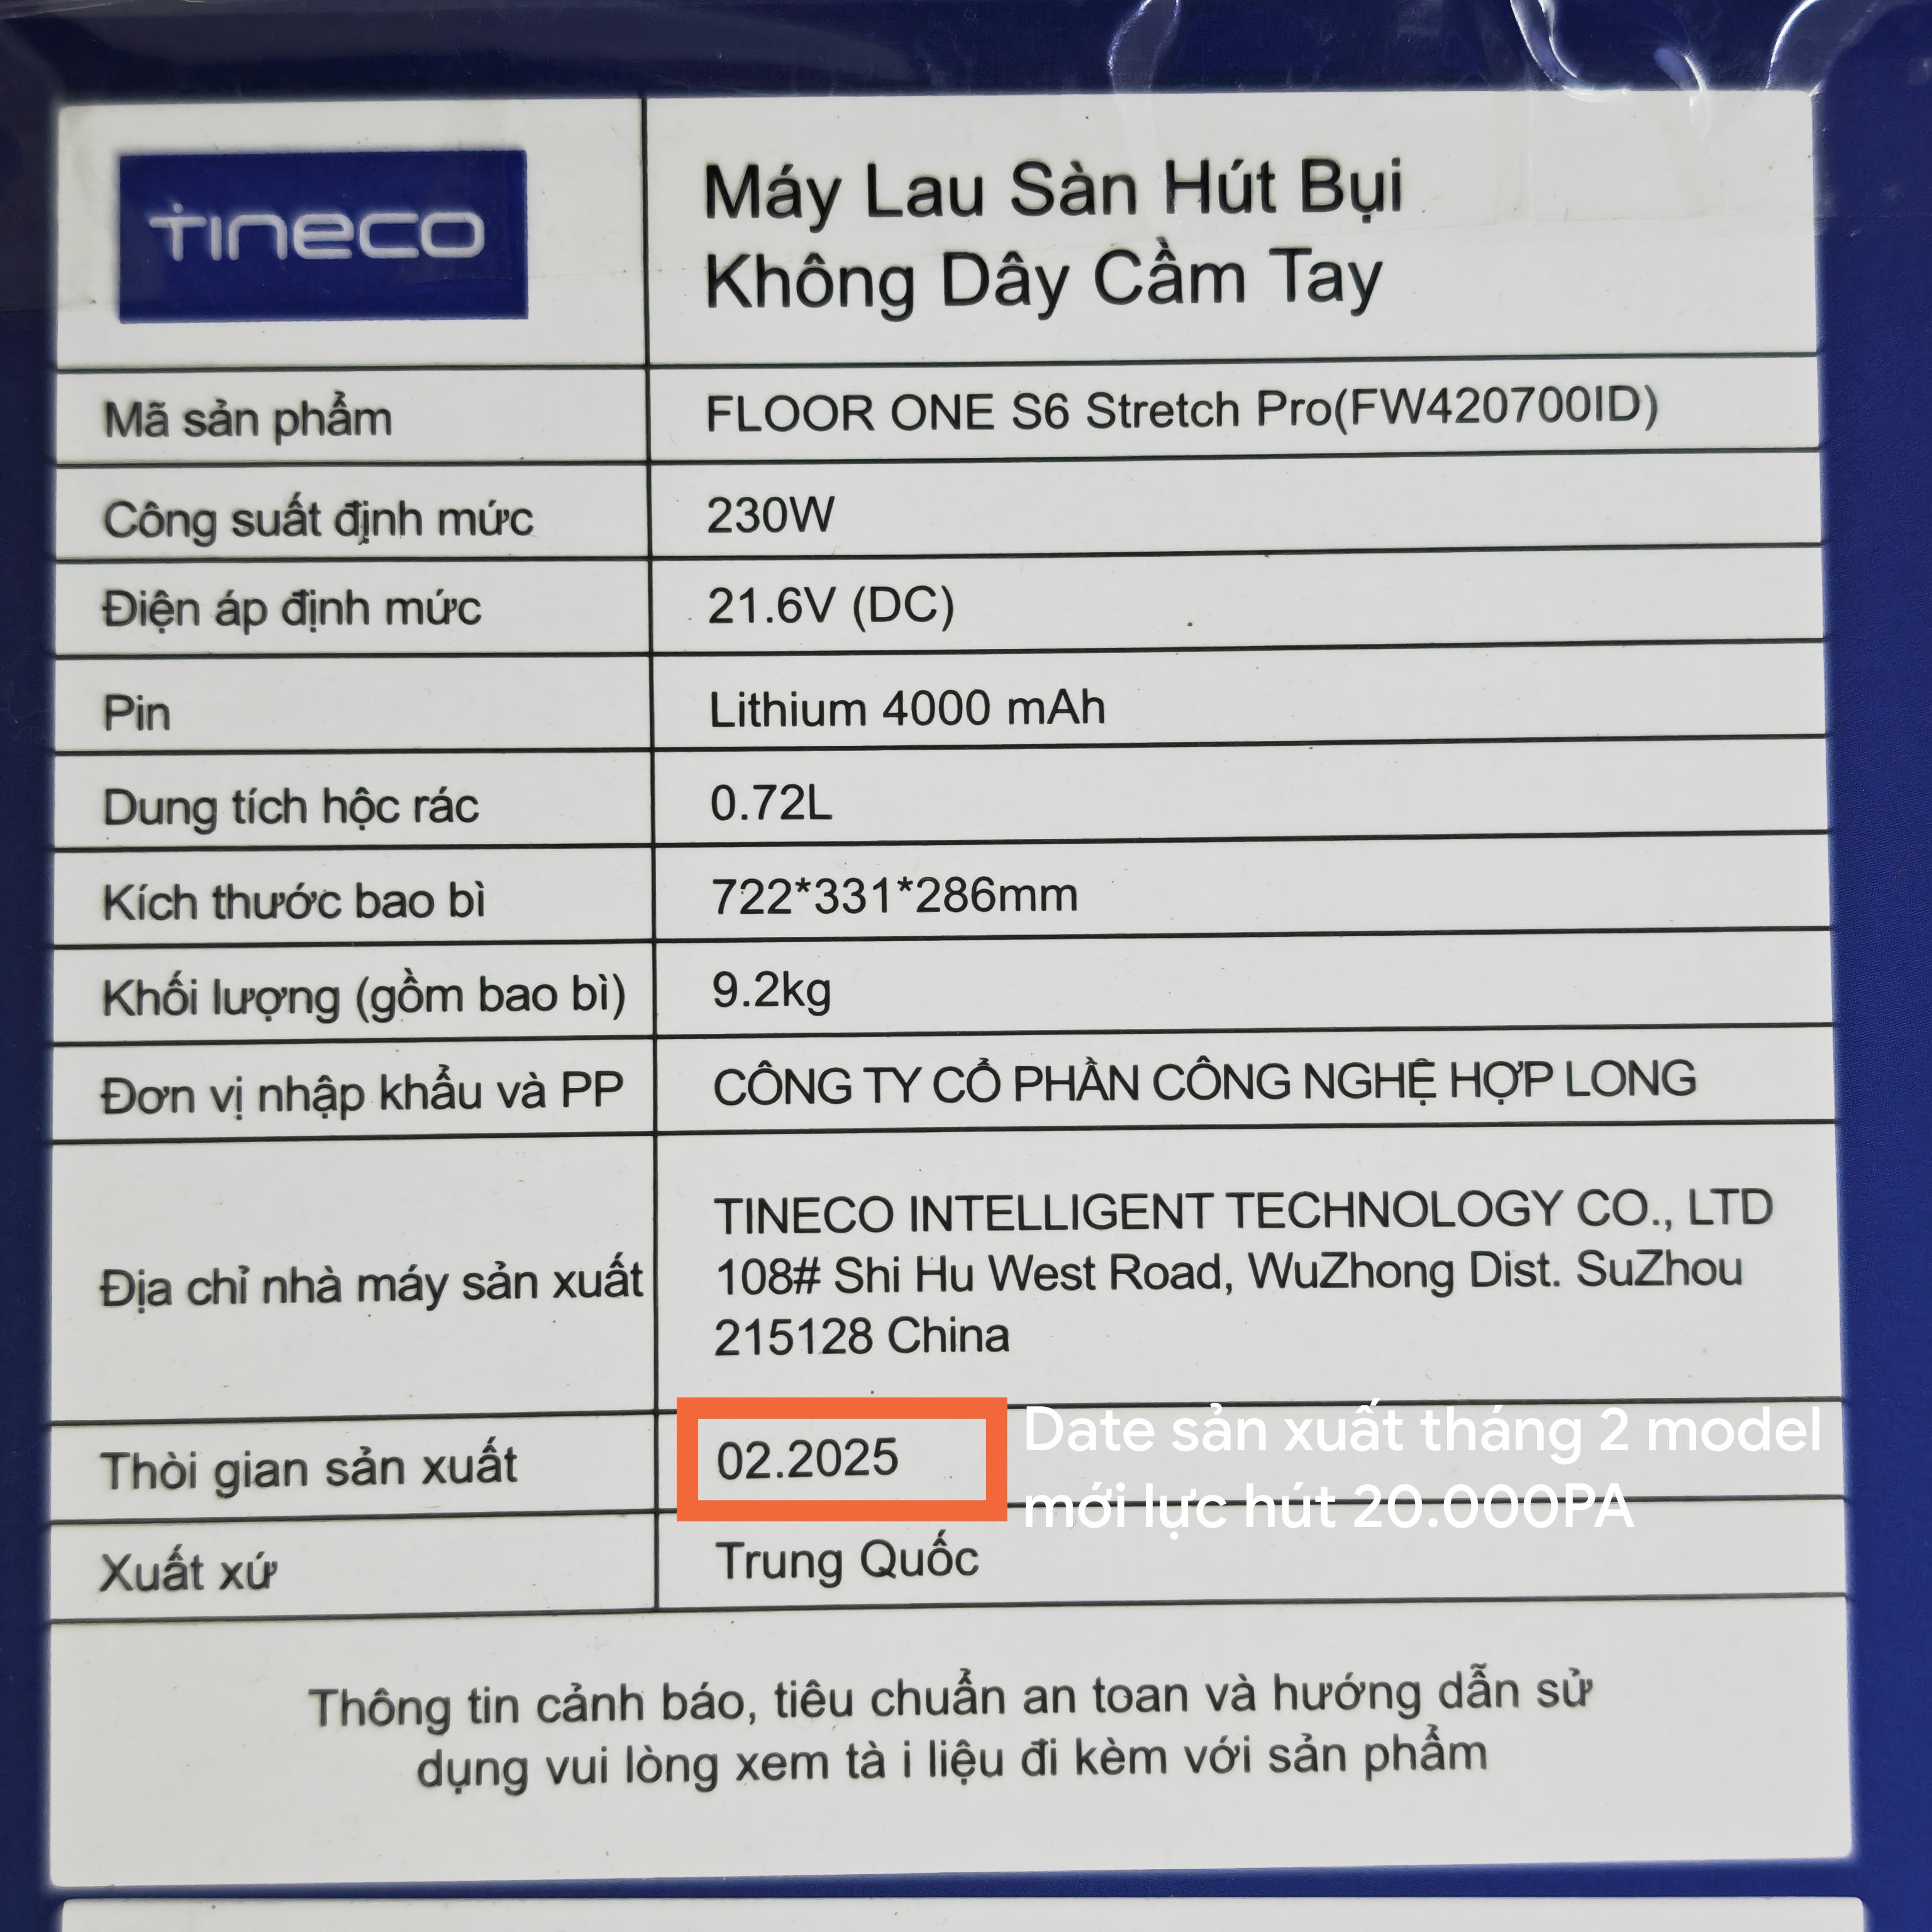 tineco
Máy Lau Sàn Hút Bụi
Không Dây Cầm Tay
Mã sản phẩm
FLOOR ONE S6 Stretch Pro(FW420700ID)
Công suất định mức
230W
Điện áp định mức
21.6V (DC)
Pin
Lithium 4000 mAh
Dung tích hộc rác
0.72L
Kích thước bao bì
722*331*286mm
Khối lượng (gồm bao bì)
9.2kg
Đơn vị nhập khẩu và PP
CÔNG TY CỔ PHẦN CÔNG NGHỆ HỢP LONG
Địa chỉ nhà máy sản xuất
TINECO INTELLIGENT TECHNOLOGY CO., LTD
108# Shi Hu West Road, WuZhong Dist. SuZhou
215128 China
Thời gian sản xuất
02.2025
Date sản xuất tháng 2 model
mới lực hút 20.000PA
Xuất xứ
Trung Quốc
Thông tin cảnh báo, tiêu chuẩn an toan và hướng dẫn sử
dụng vui lòng xem tà i liệu đi kèm với sản phẩm